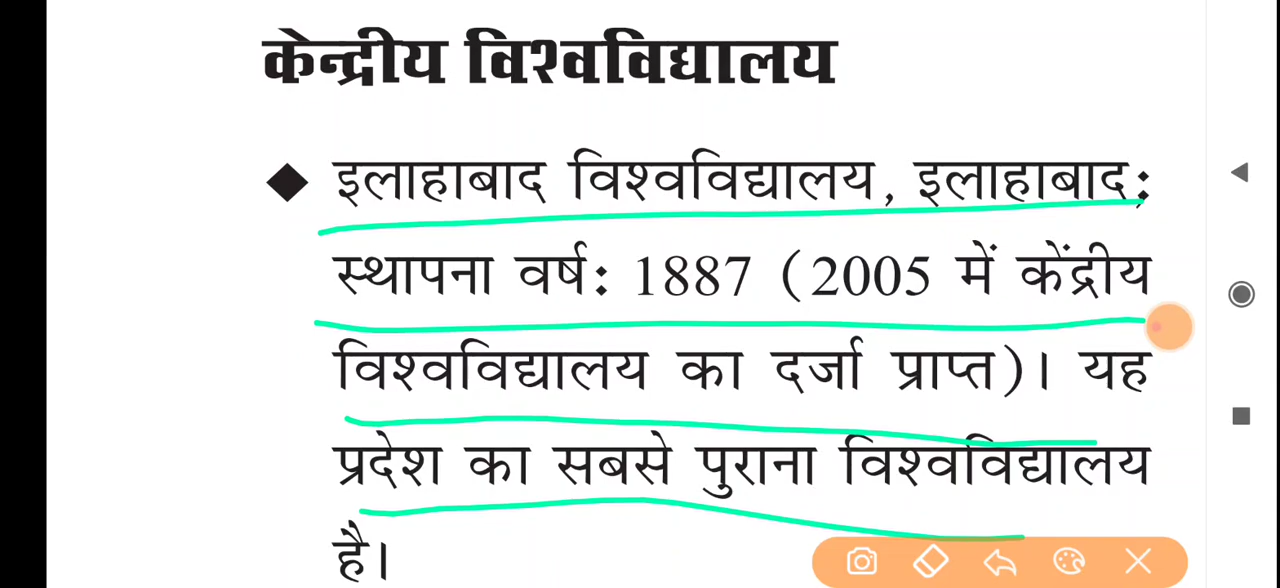 केन्द्रीय विश्वविद्यालय
◆ इलाहाबाद विश्वविद्यालय, इलाहाबाद:
स्थापना वर्ष: 1887 (2005 में केंद्रीय
विश्वविद्यालय का दर्जा प्राप्त)। यह
प्रदेश का सबसे पुराना विश्वविद्यालय
है।